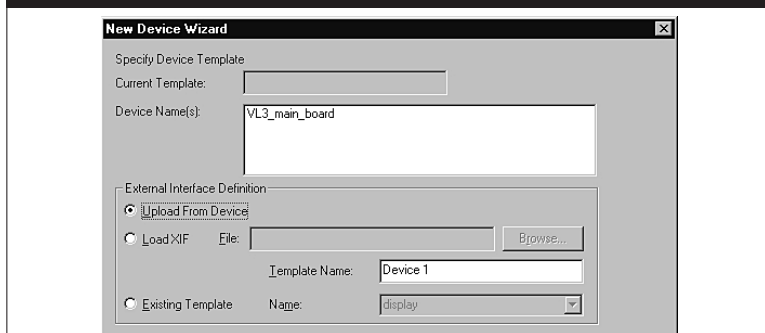 New Device Wizard
Specify Device Template
Current Template:
Device Name(s): VL3_main_board
External Interface Definition
Upload From Device
Load XIF File: Browse...
Template Name: Device 1
Existing Template Name: display